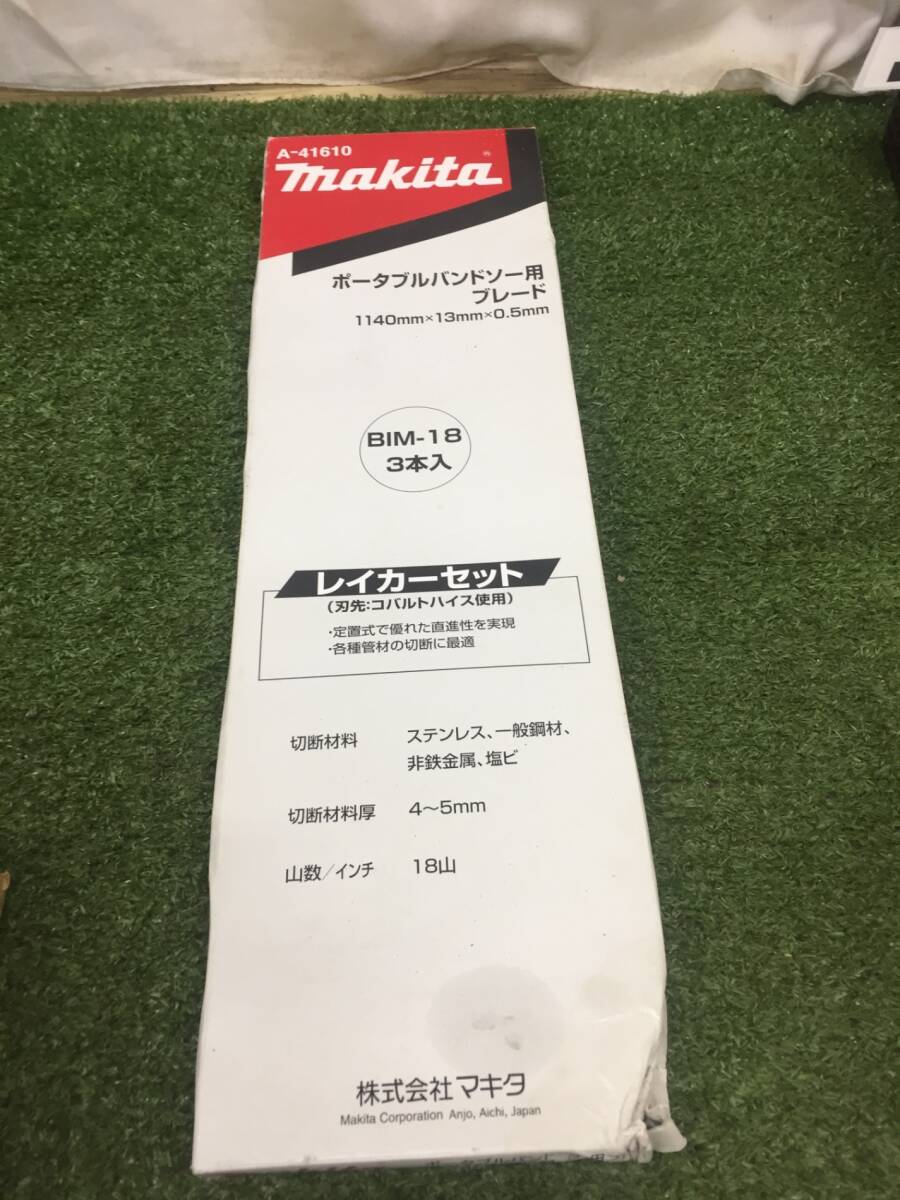 A-41610
makita
ポータブルバンドソー用
ブレード
1140mm×13mm×0.5mm
BIM-18
3本入
レイカーセット
(刃先:コバルトハイス使用)
・定置式で優れた直進性を実現
・各種管材の切断に最適
切断材料 ステンレス、一般鋼材、
非鉄金属、塩ビ
切断材料厚 4〜5mm
山数/インチ 18山
株式会社マキタ
Makita Corporation Anjo, Aichi, Japan